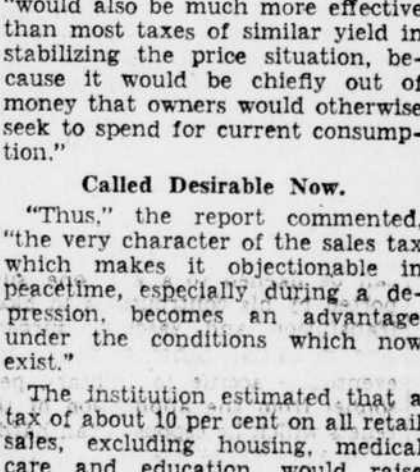 "would also be much more effective
than most taxes of similar yield in
stabilizing the price situation, be-
cause it would be chiefly out of
money that owners would otherwise
seek to spend for current consump-
tion."
Called Desirable Now.
"Thus," the report commented,
"the very character of the sales tax
which makes it objectionable in
peacetime, especially during a de-
pression, becomes an advantage
under the conditions which now
exist."
The institution estimated that a
tax of about 10 per cent on all retail
sales, excluding housing, medical
care and education would raise